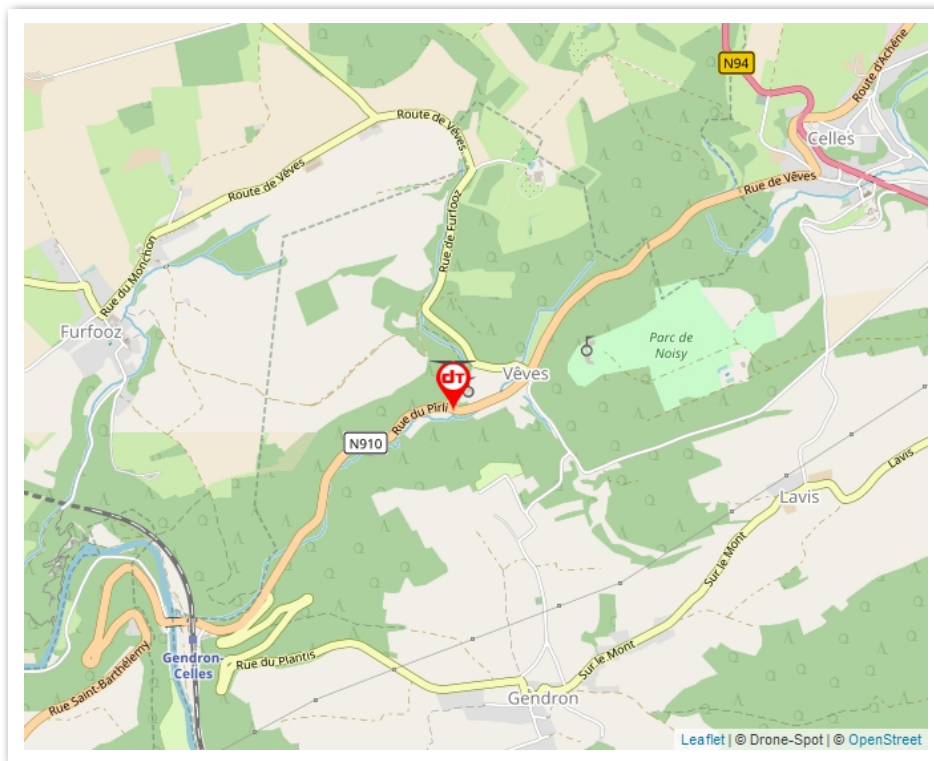 N94
Route d'Achêne
Celles
Route de Vêves
Route de Vêves
Rue de Vêves
Rue de Furfooz
Rue du Monchon
Furfooz
Parc de
Noisy
Vêves
dT
Rue du Pîrli
N910
Lavis
Lavis
Sur le Mont
Gendron-
Celles
Rue du Plantis
Sur le Mont
Rue Saint-Barthélemy
Gendron
Leaflet | © Drone-Spot | © OpenStreet